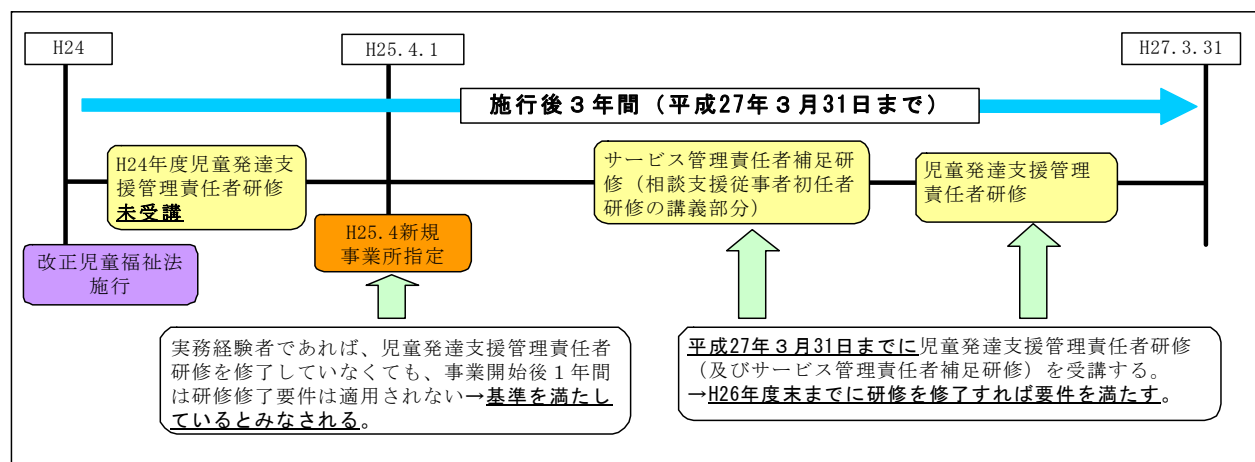 H24
H25.4.1
H27.3.31
施行後３年間（平成27年３月31日まで）
H24年度児童発達支
援管理責任者研修
未受講
サービス管理責任者補足研
修（相談支援従事者初任者
研修の講義部分）
児童発達支援管理
責任者研修
改正児童福祉法
施行
H25.4新規
事業所指定
実務経験者であれば、児童発達支援管理責任者
研修を修了していなくても、事業開始後１年間
は研修修了要件は適用されない→基準を満たし
ているとみなされる。
平成27年３月31日までに児童発達支援管理責任者研修
（及びサービス管理責任者補足研修）を受講する。
→H26年度末までに研修を修了すれば要件を満たす。